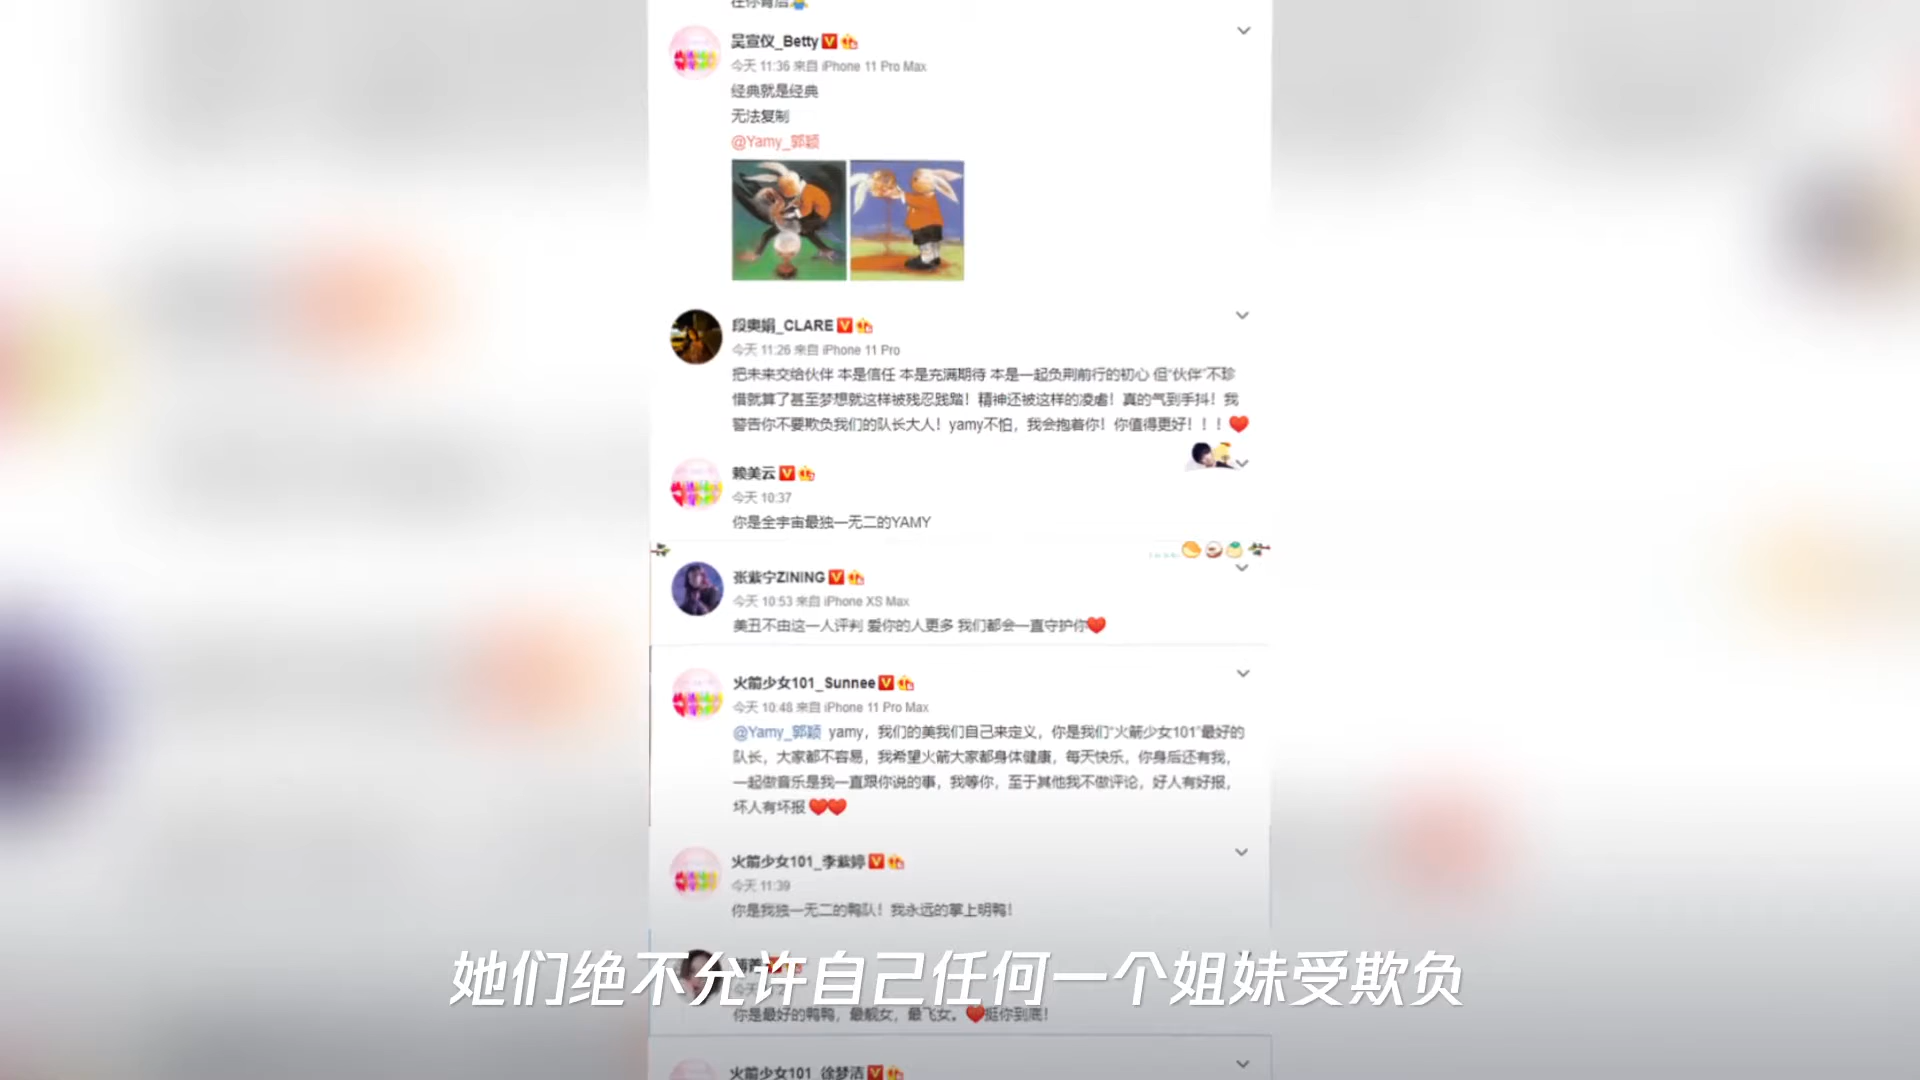 在你背后
吴宣仪_Betty
今天 11:36 来自 iPhone 11 Pro Max
经典就是经典
无法复制
@Yamy_郭颖
段奥娟_CLARE
今天 11:26 来自 iPhone 11 Pro
把未来交给伙伴 本是信任 本是充满期待 本是一起负荆前行的初心 但“伙伴”不珍
惜就算了甚至梦想就这样被残忍践踏！精神还被这样的凌虐！真的气到手抖！我
警告你不要欺负我们的队长大人！yamy不怕，我会抱着你！你值得更好！！！
赖美云
今天 10:37
你是全宇宙最独一无二的YAMY
张紫宁ZINING
今天 10:53 来自 iPhone XS Max
美丑不由这一人评判 爱你的人更多 我们都会一直守护你
火箭少女101_Sunnee
今天 10:48 来自 iPhone 11 Pro Max
@Yamy_郭颖 yamy，我们的美我们自己来定义，你是我们“火箭少女101”最好的
队长，大家都不容易，我希望火箭大家都身体健康，每天快乐，你身后还有我，
一起做音乐是我一直跟你说的事，我等你，至于其他我不做评论，好人有好报，
坏人有坏报
火箭少女101_李紫婷
今天 11:39
你是我独一无二的鸭队！我永远的掌上明鸭！
她们绝不允许自己任何一个姐妹受欺负
你是最好的鸭鸭，最靓女，最飞女。挺你到底！
火箭少女101_徐梦洁